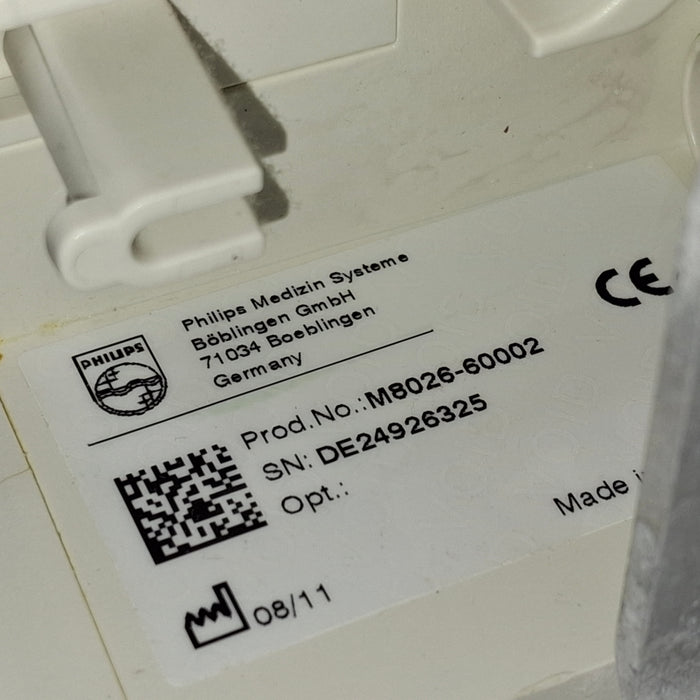 PHILIPS
Philips Medizin Systeme
Böblingen GmbH
71034 Boeblingen
Germany
CE
Prod.No.:M8026-60002
SN: DE24926325
Opt.:
Made
08/11